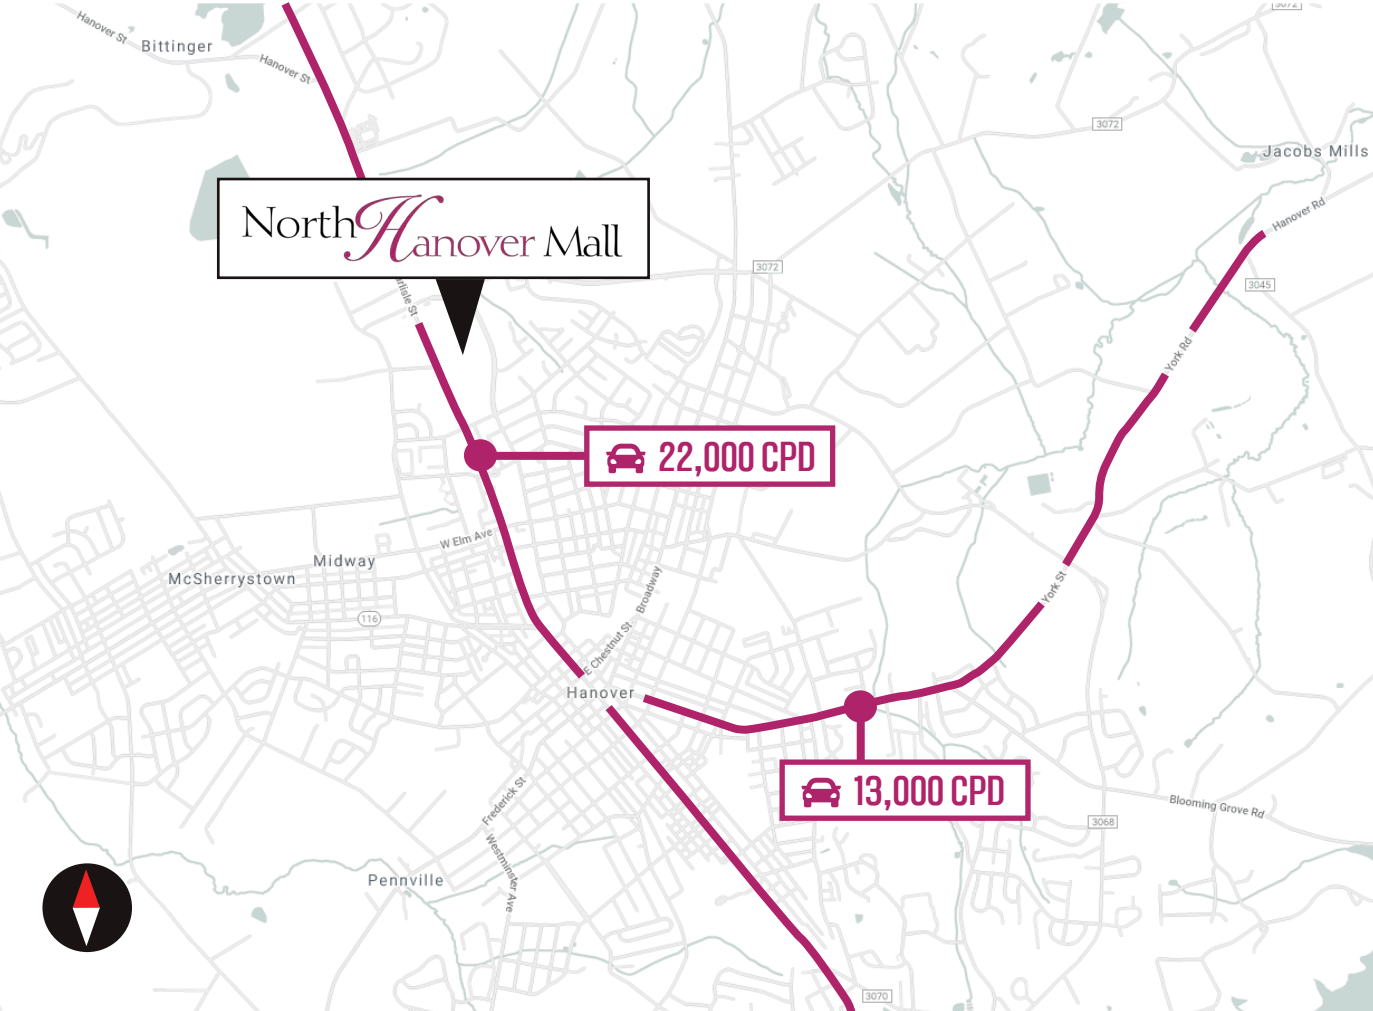 3072
Hanover St
Bittinger
Hanover St
3072
Jacobs Mills
Hanover Rd
North Hanover Mall
3072
3045
arlisle St
York Rd
22,000 CPD
W Elm Ave
Midway
McSherrystown
116
Broadway
York St
E Chestnut St
Hanover
13,000 CPD
Frederick St
Blooming Grove Rd
3068
Westminster Ave
Pennville
3070